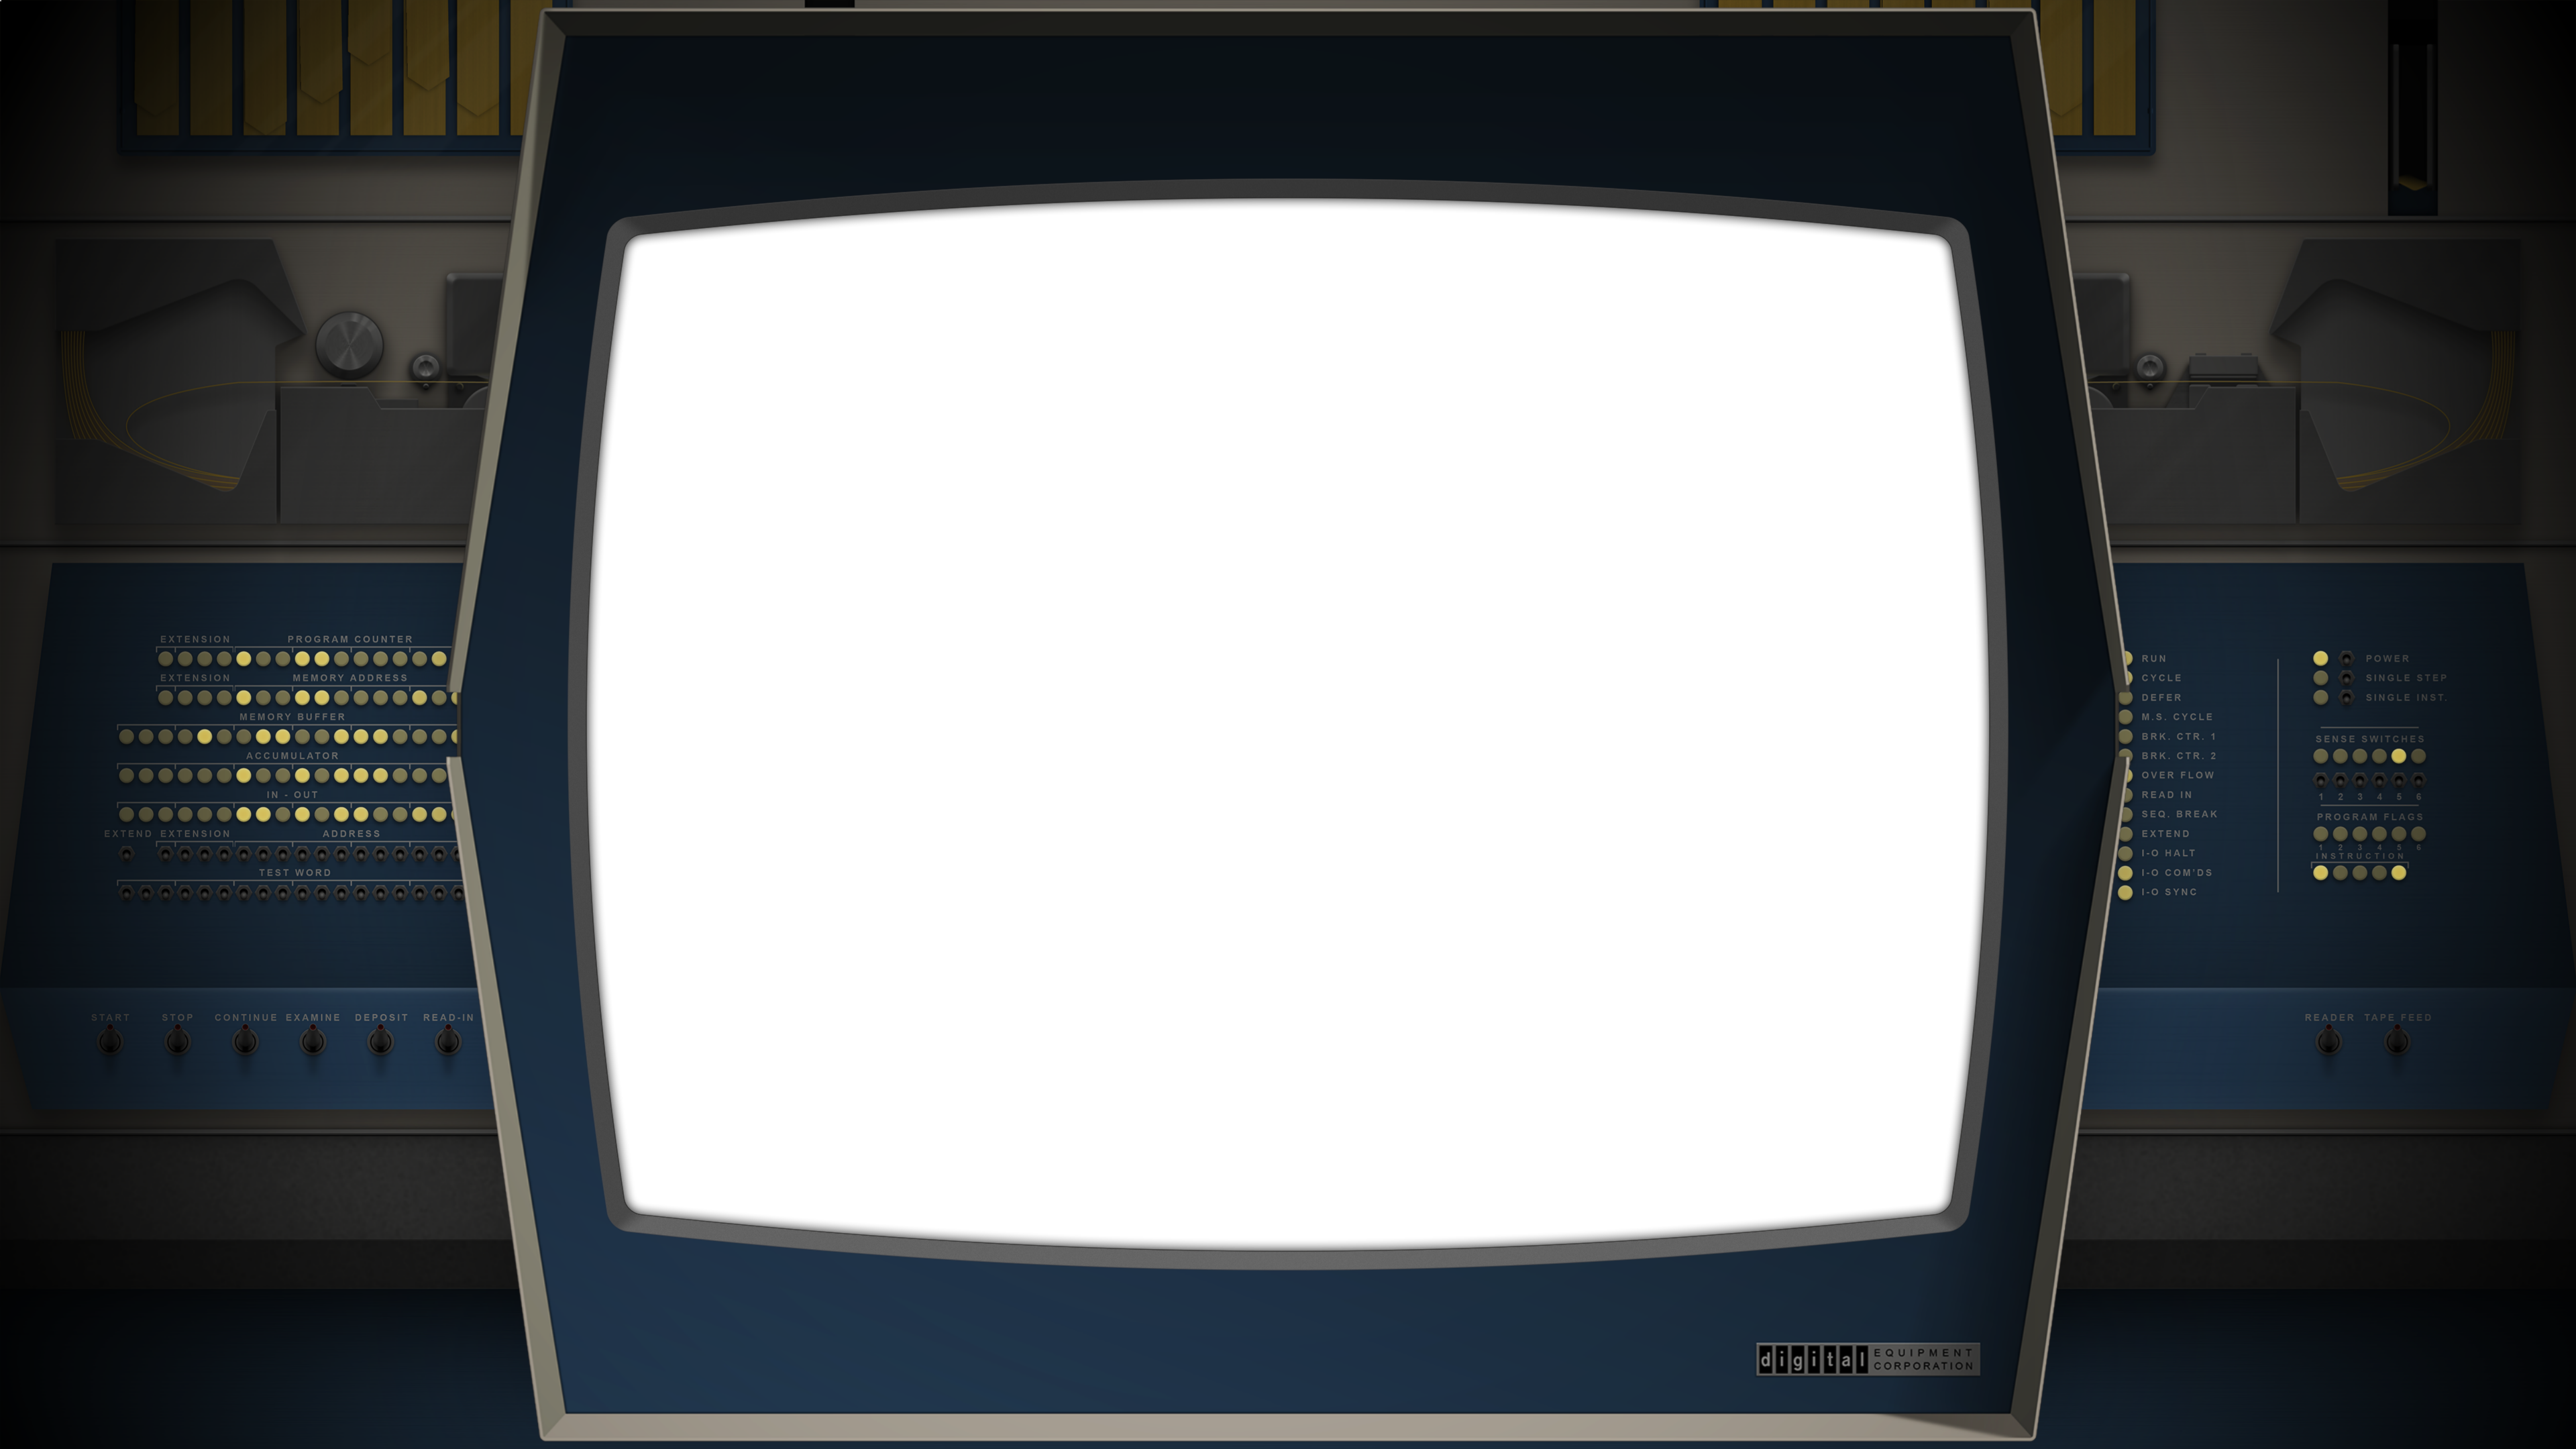 EXTENSION PROGRAM COUNTER
EXTENSION MEMORY ADDRESS
MEMORY BUFFER
ACCUMULATOR
IN - OUT
EXTEND EXTENSION ADDRESS
TEST WORD
START STOP CONTINUE EXAMINE DEPOSIT READ-IN
RUN
CYCLE
DEFER
M.S. CYCLE
BRK. CTR. 1
BRK. CTR. 2
OVER FLOW
READ IN
SEQ. BREAK
EXTEND
I-O HALT
I-O COM'DS
I-O SYNC
POWER
SINGLE STEP
SINGLE INST.
SENSE SWITCHES
1 2 3 4 5 6
PROGRAM FLAGS
1 2 3 4 5 6
INSTRUCTION
READER TAPE FEED
digital EQUIPMENT
CORPORATION